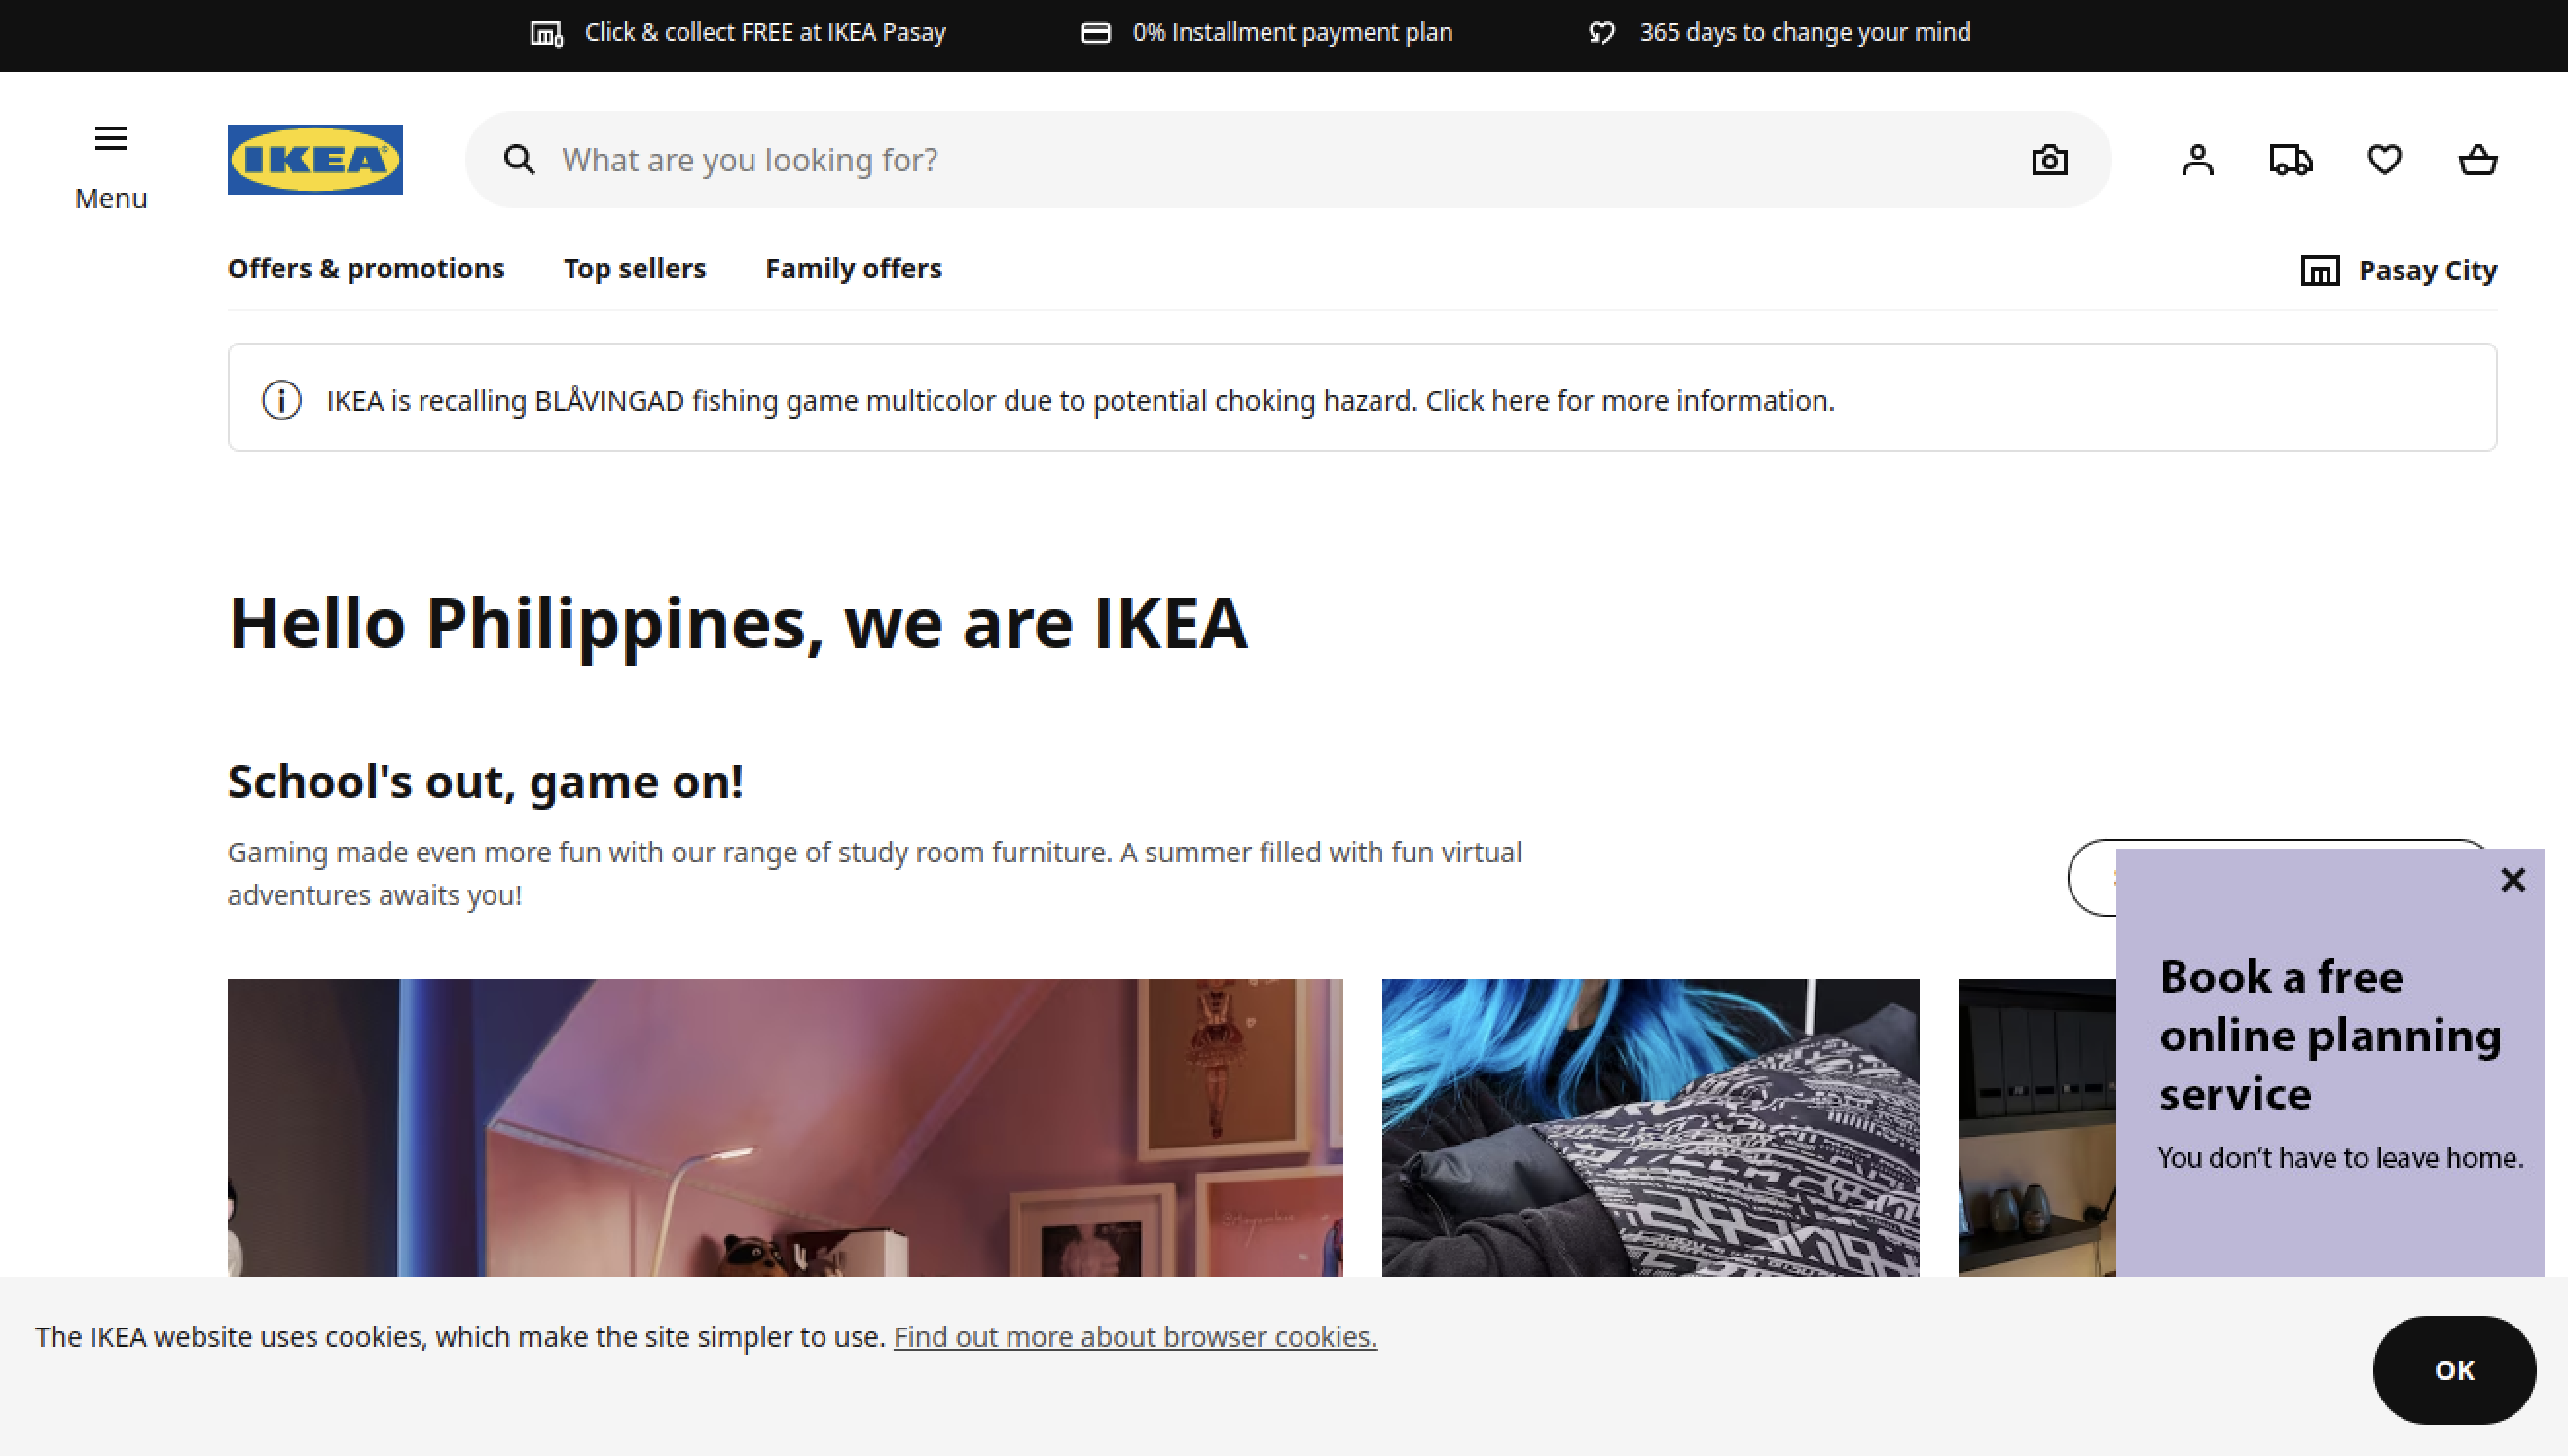 Click & collect FREE at IKEA Pasay
0% Installment payment plan
365 days to change your mind
Menu
IKEA
What are you looking for?
Offers & promotions
Top sellers
Family offers
Pasay City
IKEA is recalling BLÅVINGAD fishing game multicolor due to potential choking hazard. Click here for more information.
Hello Philippines, we are IKEA
School's out, game on!
Gaming made even more fun with our range of study room furniture. A summer filled with fun virtual
adventures awaits you!
Book a free
online planning
service
You don't have to leave home.
The IKEA website uses cookies, which make the site simpler to use. Find out more about browser cookies.
OK